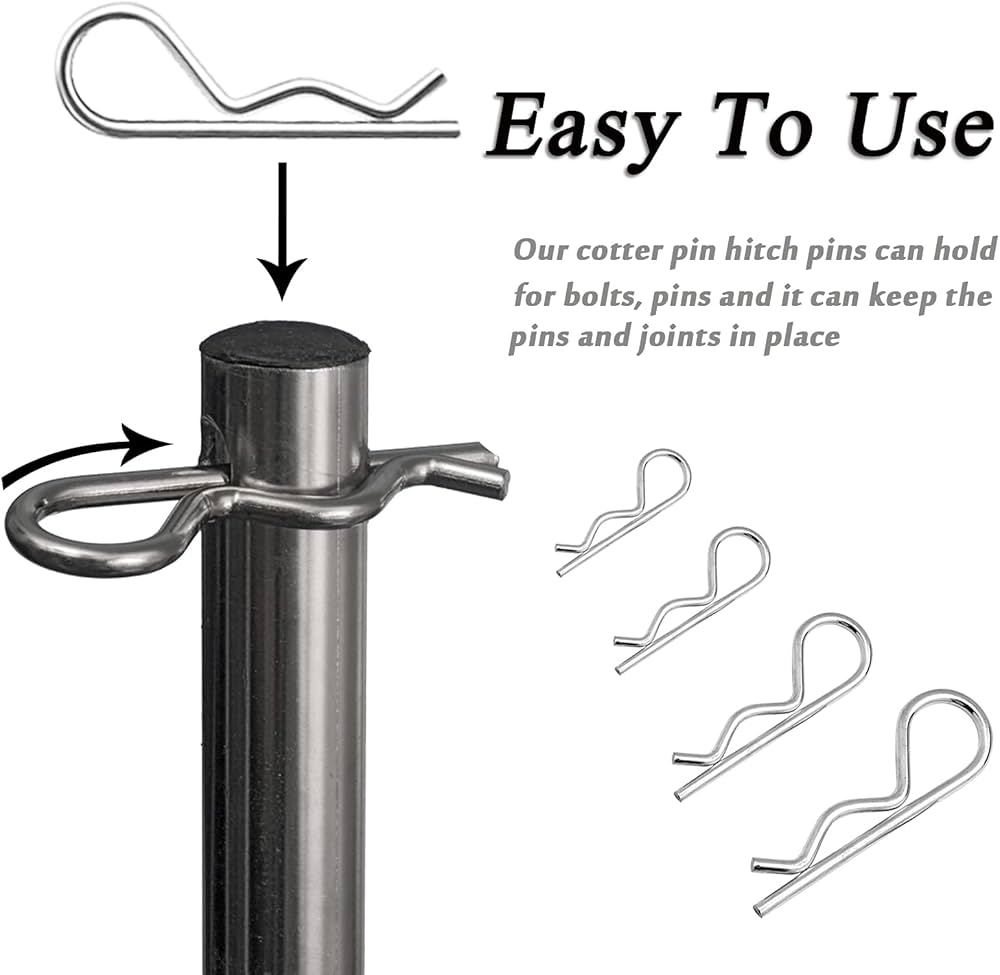 Easy To Use
Our cotter pin hitch pins can hold
for bolts, pins and it can keep the
pins and joints in place